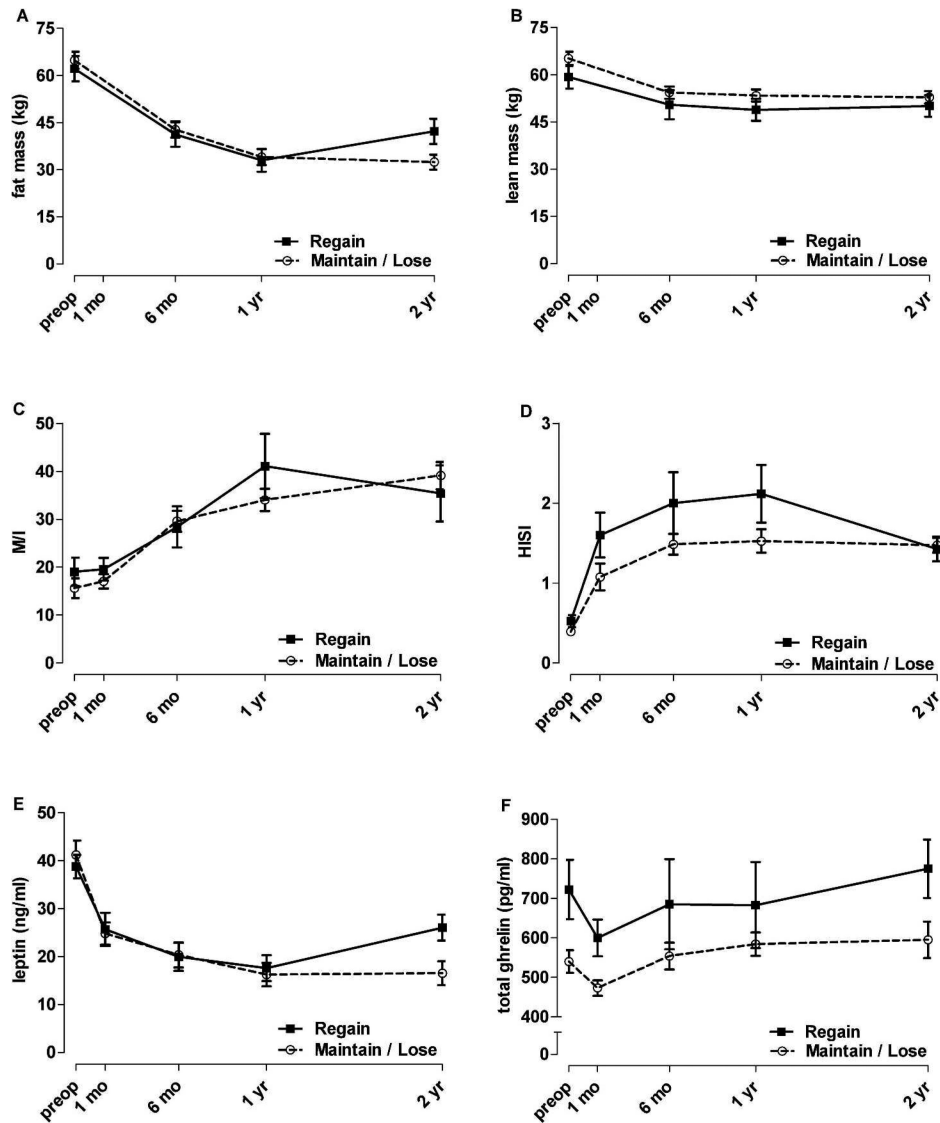 A
fat mass (kg)
75
60
45
30
15
0
Regain
Maintain / Lose
preop
1 mo
6 mo
1 yr
2 yr
B
lean mass (kg)
75
60
45
30
15
0
Regain
Maintain / Lose
preop
1 mo
6 mo
1 yr
2 yr
C
M/I
50
40
30
20
10
0
Regain
Maintain / Lose
preop
1 mo
6 mo
1 yr
2 yr
D
HISI
3
2
1
0
Regain
Maintain / Lose
preop
1 mo
6 mo
1 yr
2 yr
E
leptin (ng/ml)
50
40
30
20
10
0
Regain
Maintain / Lose
preop
1 mo
6 mo
1 yr
2 yr
F
total ghrelin (pg/ml)
900
800
700
600
500
400
0
Regain
Maintain / Lose
preop
1 mo
6 mo
1 yr
2 yr